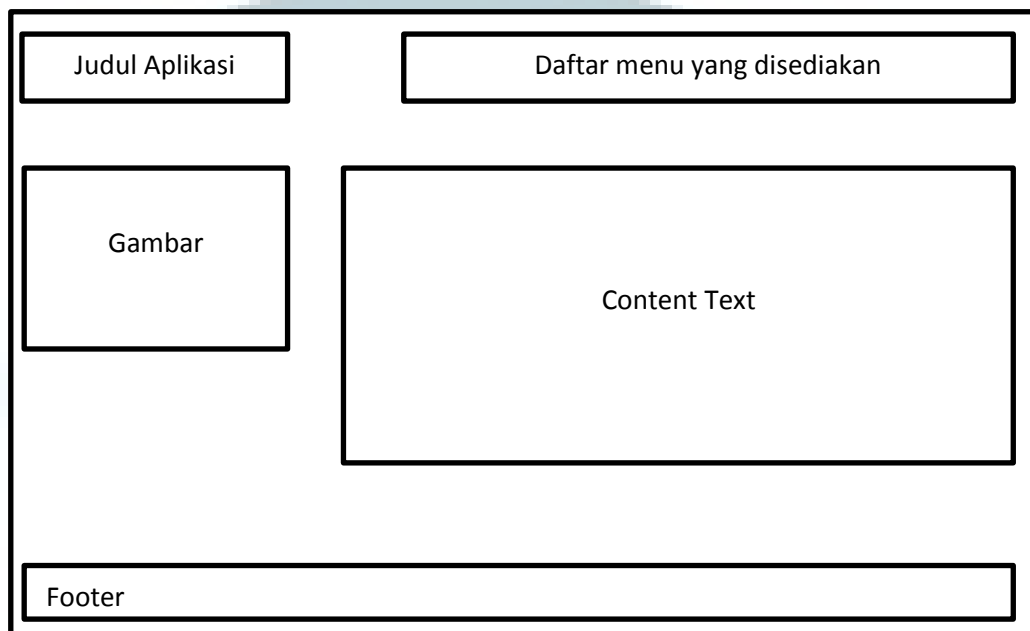 Judul Aplikasi
Daftar menu yang disediakan
Gambar
Content Text
Footer